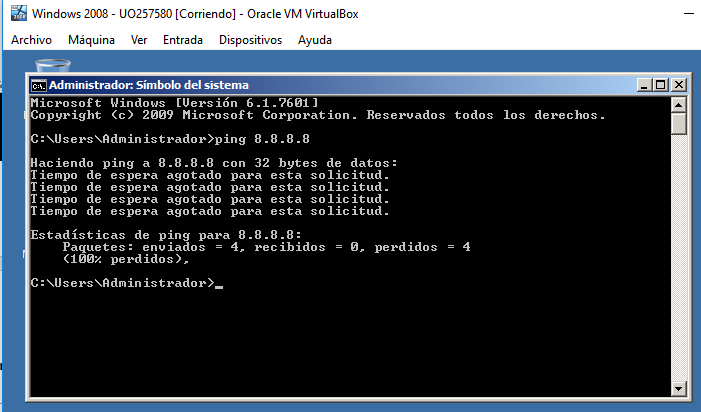 Windows 2008 - UO257580 [Corriendo] - Oracle VM VirtualBox
Archivo Máquina Ver Entrada Dispositivos Ayuda
Administrador: Símbolo del sistema
Microsoft Windows [Versión 6.1.7601]
Copyright (c) 2009 Microsoft Corporation. Reservados todos los derechos.
C:\Users\Administrador>ping 8.8.8.8
Haciendo ping a 8.8.8.8 con 32 bytes de datos:
Tiempo de espera agotado para esta solicitud.
Tiempo de espera agotado para esta solicitud.
Tiempo de espera agotado para esta solicitud.
Tiempo de espera agotado para esta solicitud.
Estadísticas de ping para 8.8.8.8:
Paquetes: enviados = 4, recibidos = 0, perdidos = 4
(100% perdidos),
C:\Users\Administrador>_